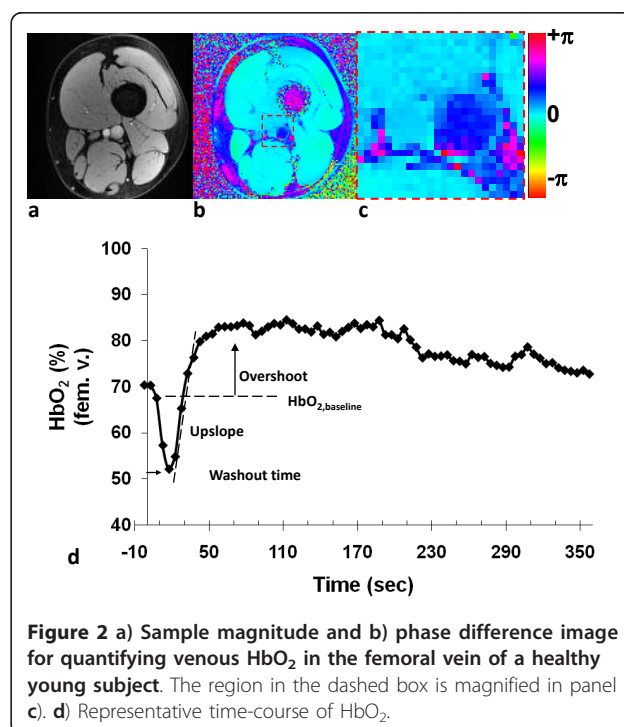 +π
0
-π
a
b
c
HbO2 (%)
(fem. v.)
100
90
80
70
60
50
40
Overshoot
HbO2,baseline
Upslope
Washout time
-10 50 110 170 230 290 350
d
Time (sec)
Figure 2 a) Sample magnitude and b) phase difference image
for quantifying venous HbO2 in the femoral vein of a healthy
young subject. The region in the dashed box is magnified in panel
c). d) Representative time-course of HbO2.